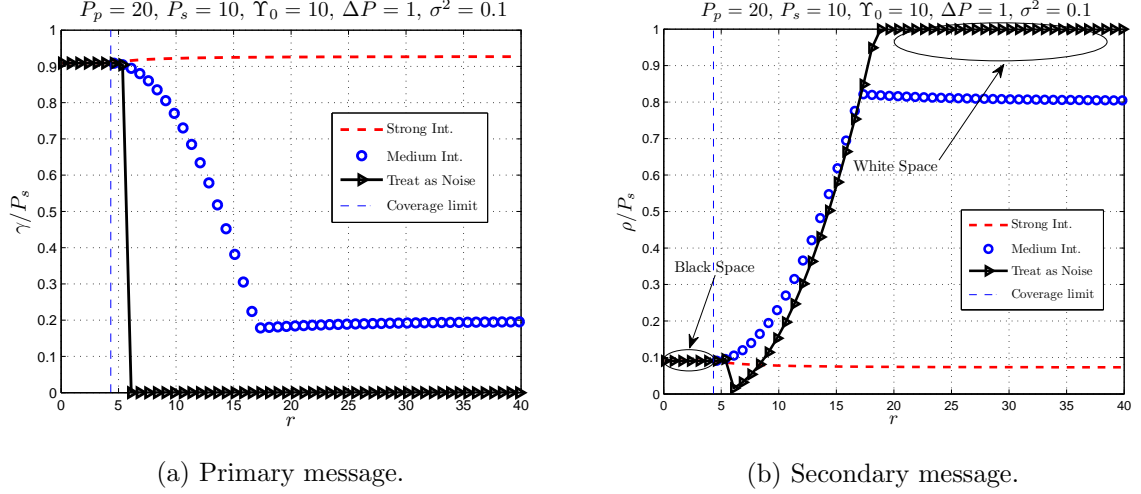 P_p = 20, P_s = 10, Υ_0 = 10, ΔP = 1, σ^2 = 0.1
1
0.9
0.8
0.7
0.6
0.5
0.4
0.3
0.2
0.1
0
γ/P_s
Strong Int.
Medium Int.
Treat as Noise
Coverage limit
0 5 10 15 20 25 30 35 40
r
(a) Primary message.
P_p = 20, P_s = 10, Υ_0 = 10, ΔP = 1, σ^2 = 0.1
1
0.9
0.8
0.7
0.6
0.5
0.4
0.3
0.2
0.1
0
ρ/P_s
White Space
Black Space
Strong Int.
Medium Int.
Treat as Noise
Coverage limit
0 5 10 15 20 25 30 35 40
r
(b) Secondary message.